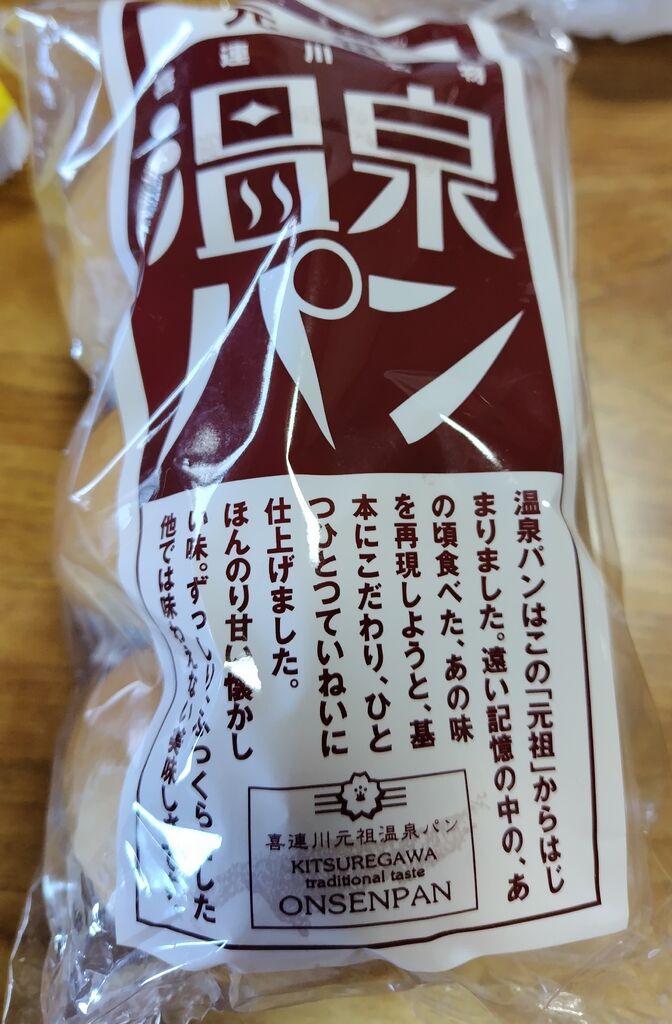 元
喜連川名物
温泉
パン
温泉パンはこの「元祖」からはじ
まりました。遠い記憶の中の、あ
の頃食べた、あの味
を再現しようと、基
本にこだわり、ひと
つひとつていねいに
仕上げました。
ほんのり甘い懐かし
い味。ずっしり、ふっくらとした
他では味わえない美味しさ
喜連川元祖温泉パン
KITSUREGAWA
traditional taste
ONSENPAN